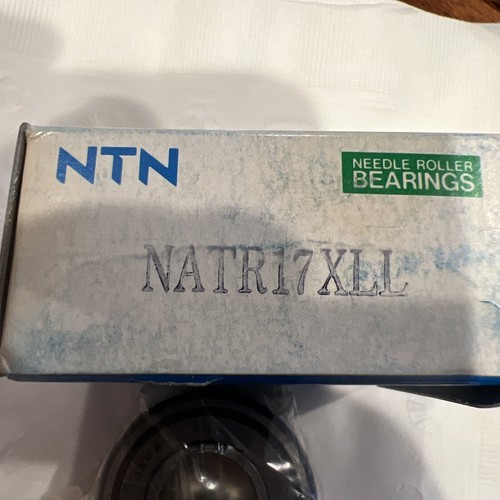 NTN
NEEDLE ROLLER
BEARINGS
NATR17XLL